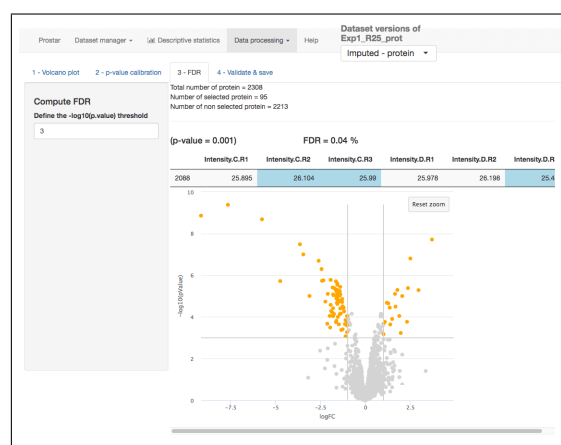 Dataset versions of
Prostar Dataset manager Descriptive statistics Data processing Help Exp1_R25_prot
Imputed - protein
1 - Volcano plot 2 - p-value calibration 3 - FDR 4 - Validate & save
Total number of protein = 2308
Number of selected protein = 95
Number of non selected protein = 2213
Compute FDR
Define the -log10(p.value) threshold
3
(p-value = 0.001) FDR = 0.04 %
Intensity.C.R1 Intensity.C.R2 Intensity.C.R3 Intensity.D.R1 Intensity.D.R2 Intensity.D.R
2088 25.895 26.104 25.99 25.978 26.198 25.4
Reset zoom
10
8
6
4
2
0
-log10(pValue)
-7.5 -5 -2.5 0 2.5
logFC